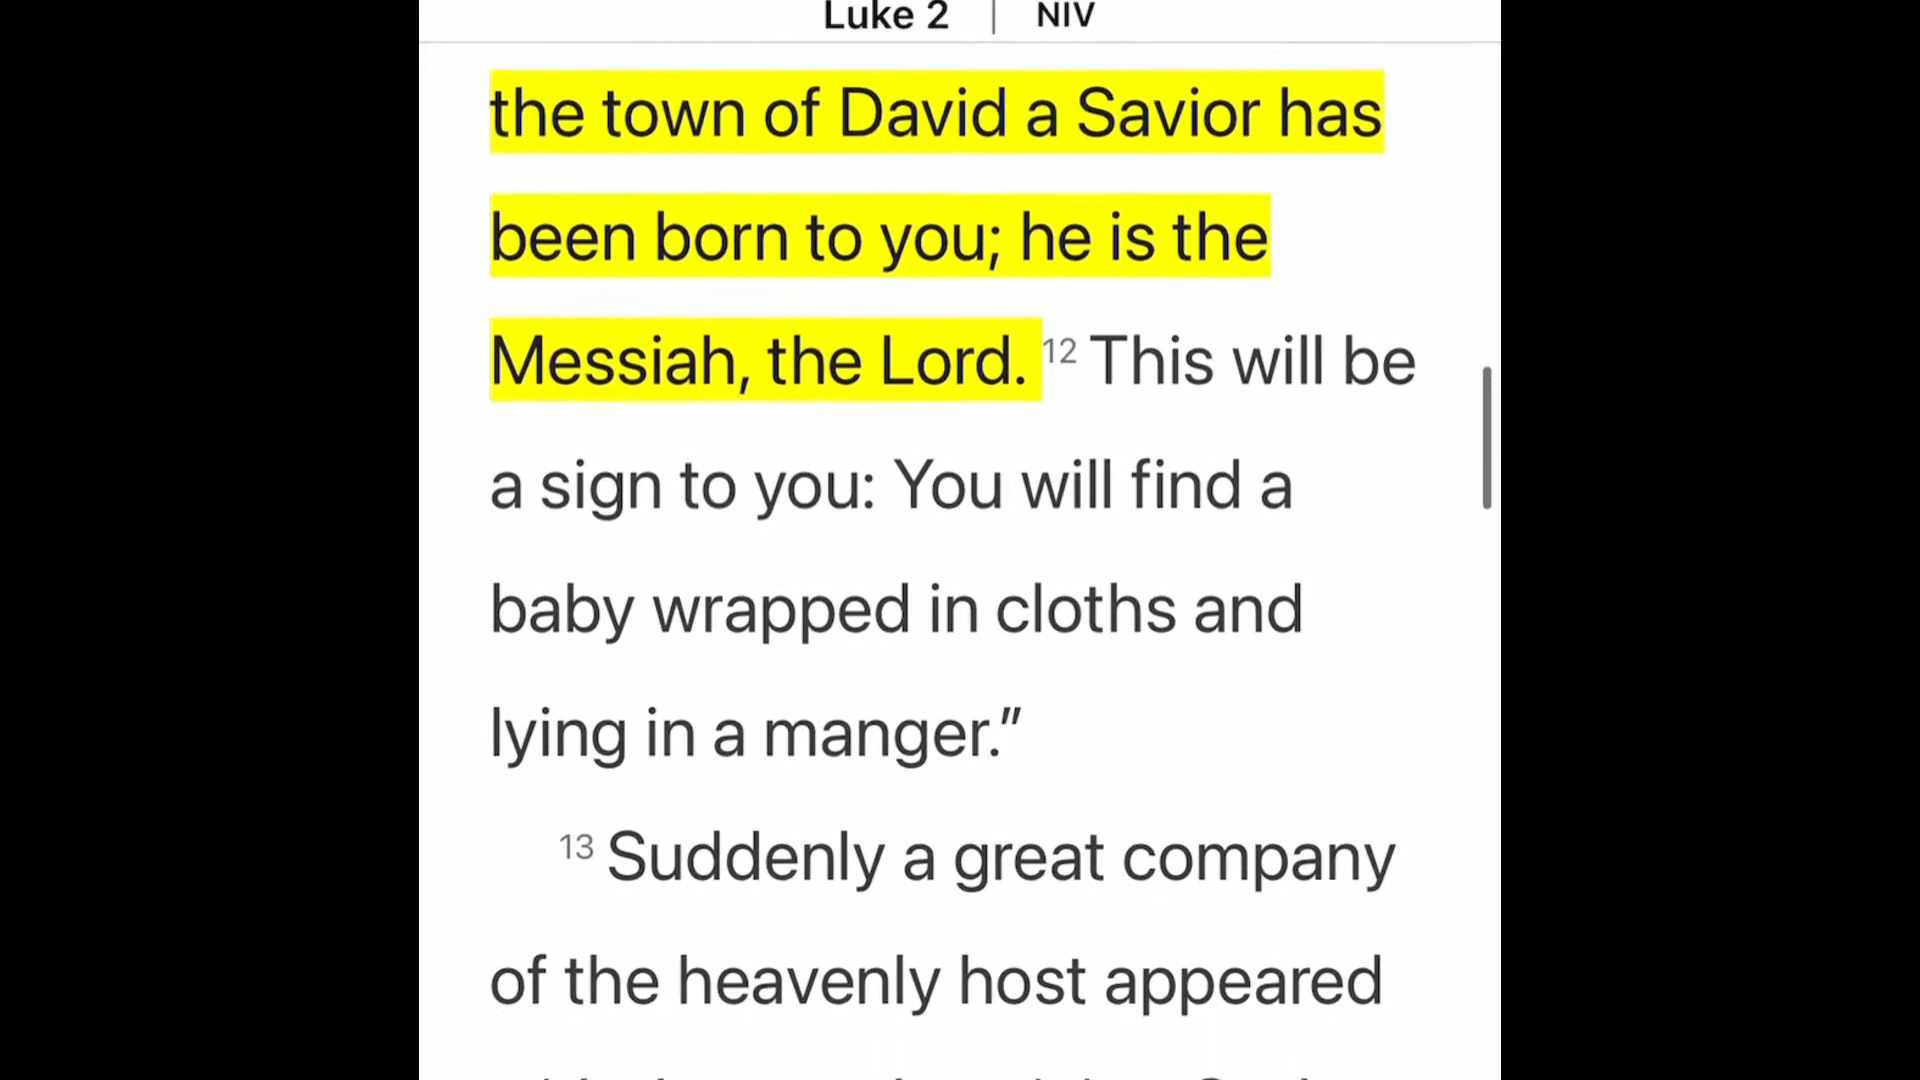 Luke 2 | NIV
the town of David a Savior has
been born to you; he is the
Messiah, the Lord. 12 This will be
a sign to you: You will find a
baby wrapped in cloths and
lying in a manger.”
13 Suddenly a great company
of the heavenly host appeared